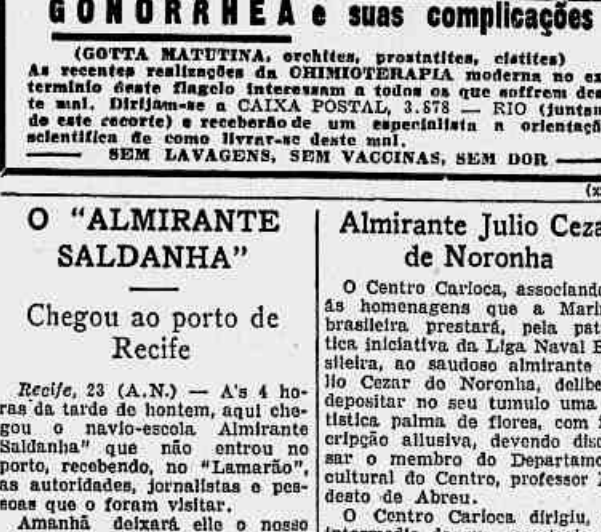 GONORRHEA e suas complicações
(GOTTA MATUTINA, orchites, prostatites, cistites)
As recentes realizações da CHIMIOTERAPIA moderna no ex
terminio deste flagelo interessam a todos os que soffrem des
te mal. Dirijam-se a CAIXA POSTAL, 3.878 — RIO (juntan
do este recorte) e receberão de um especialista a orientaçã
scientifica de como livrar-se deste mal.
SEM LAVAGENS, SEM VACCINAS, SEM DOR
(x
O "ALMIRANTE
SALDANHA"
Chegou ao porto de
Recife
Recife, 23 (A.N.) — A's 4 ho-
ras da tarde de hontem, aqui che-
gou o navio-escola Almirante
Saldanha" que não entrou no
porto, recebendo, no "Lamarão",
as autoridades, jornalistas e pes-
soas que o foram visitar.
Amanhã deixará elle o nosso
Almirante Julio Ceza
de Noronha
O Centro Carioca, associando
ás homenagens que a Mari
brasileira prestará, pela pat
tica iniciativa da Liga Naval B
sileira, ao saudoso almirante
lio Cezar de Noronha, delibe
depositar no seu tumulo uma
tistica palma de flores, com
cripção allusiva, devendo disc
sar o membro do Departame
cultural do Centro, professor
desto de Abreu.
O Centro Carioca dirigiu,